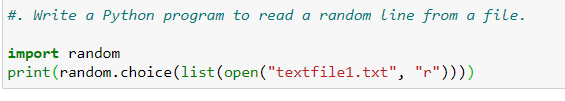 #. Write a Python program to read a random line from a file.
import random
print(random.choice(list(open("textfile1.txt", "r"))))